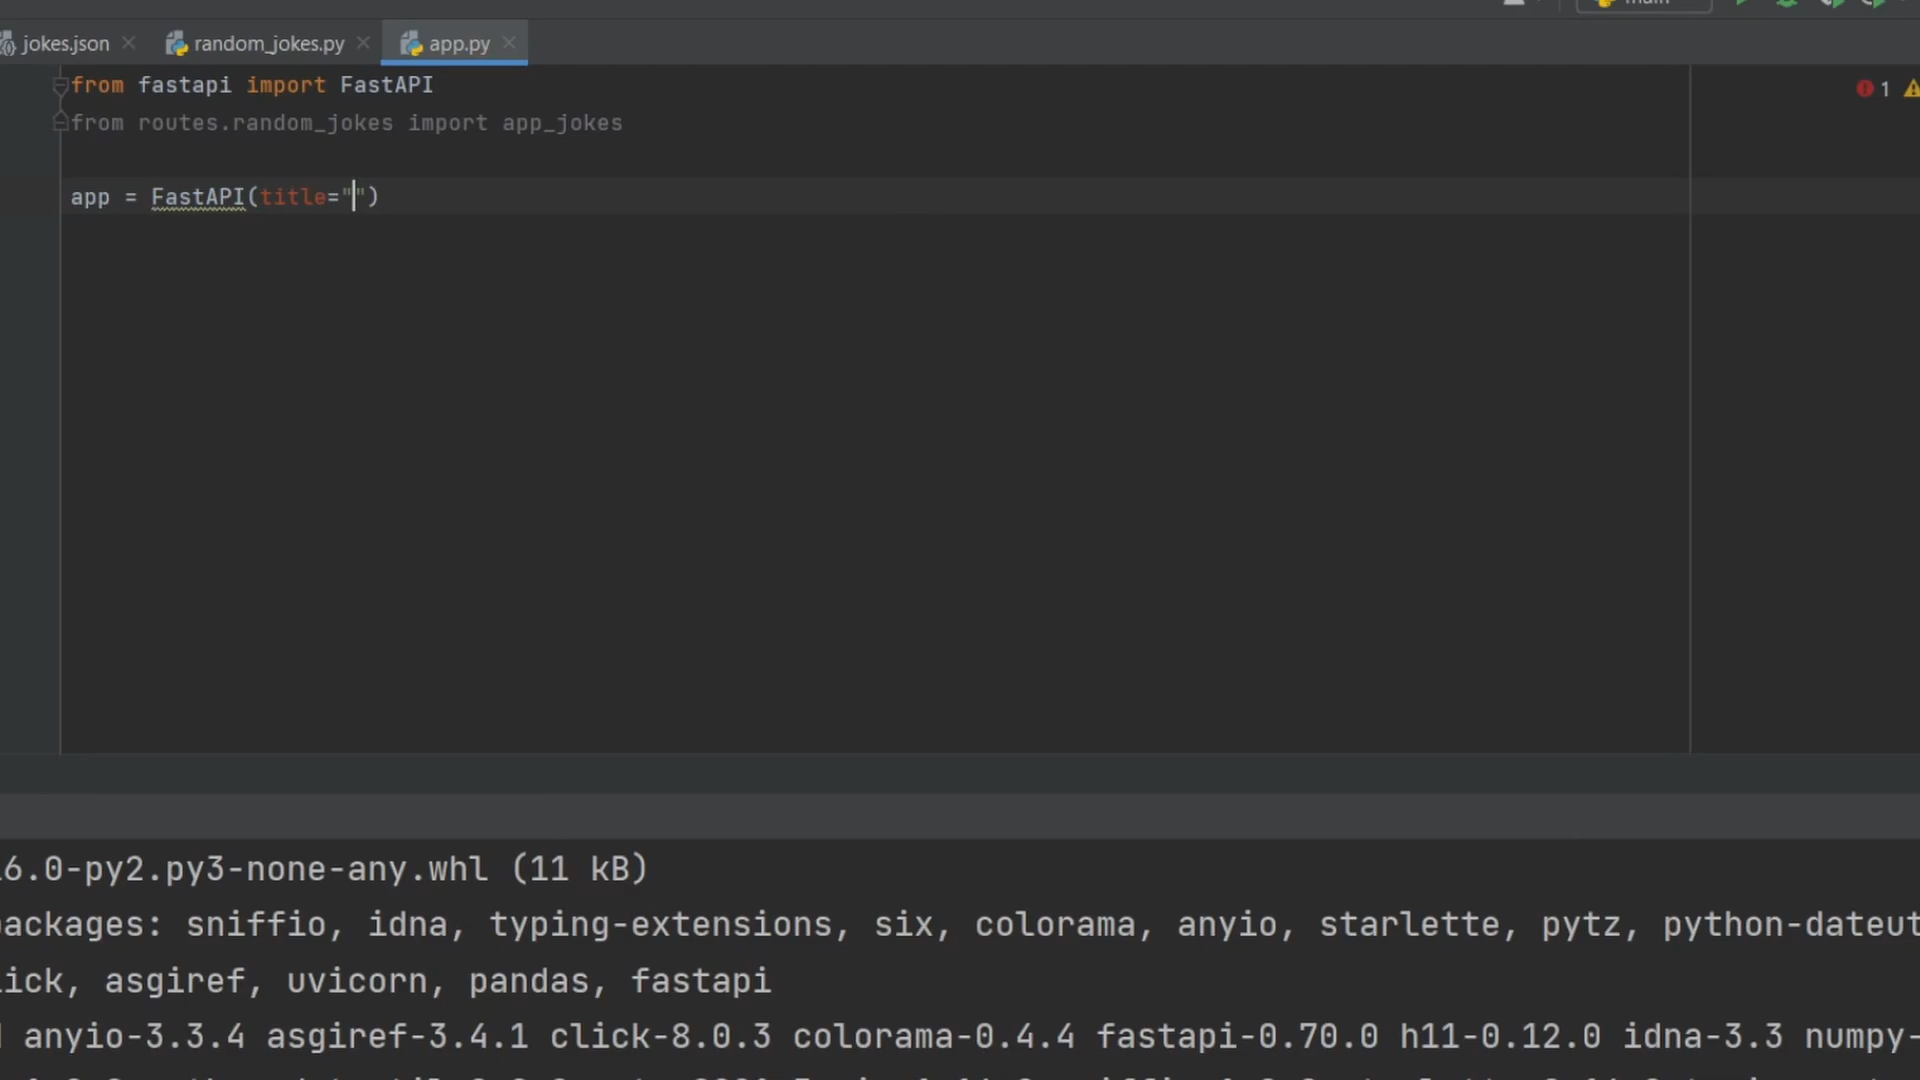 main
jokes.json random_jokes.py app.py
from fastapi import FastAPI
1
from routes.random_jokes import app_jokes
app = FastAPI(title="")
6.0-py2.py3-none-any.whl (11 kB)
packages: sniffio, idna, typing-extensions, six, colorama, anyio, starlette, pytz, python-dateut
lick, asgiref, uvicorn, pandas, fastapi
anyio-3.3.4 asgiref-3.4.1 click-8.0.3 colorama-0.4.4 fastapi-0.70.0 h11-0.12.0 idna-3.3 numpy-